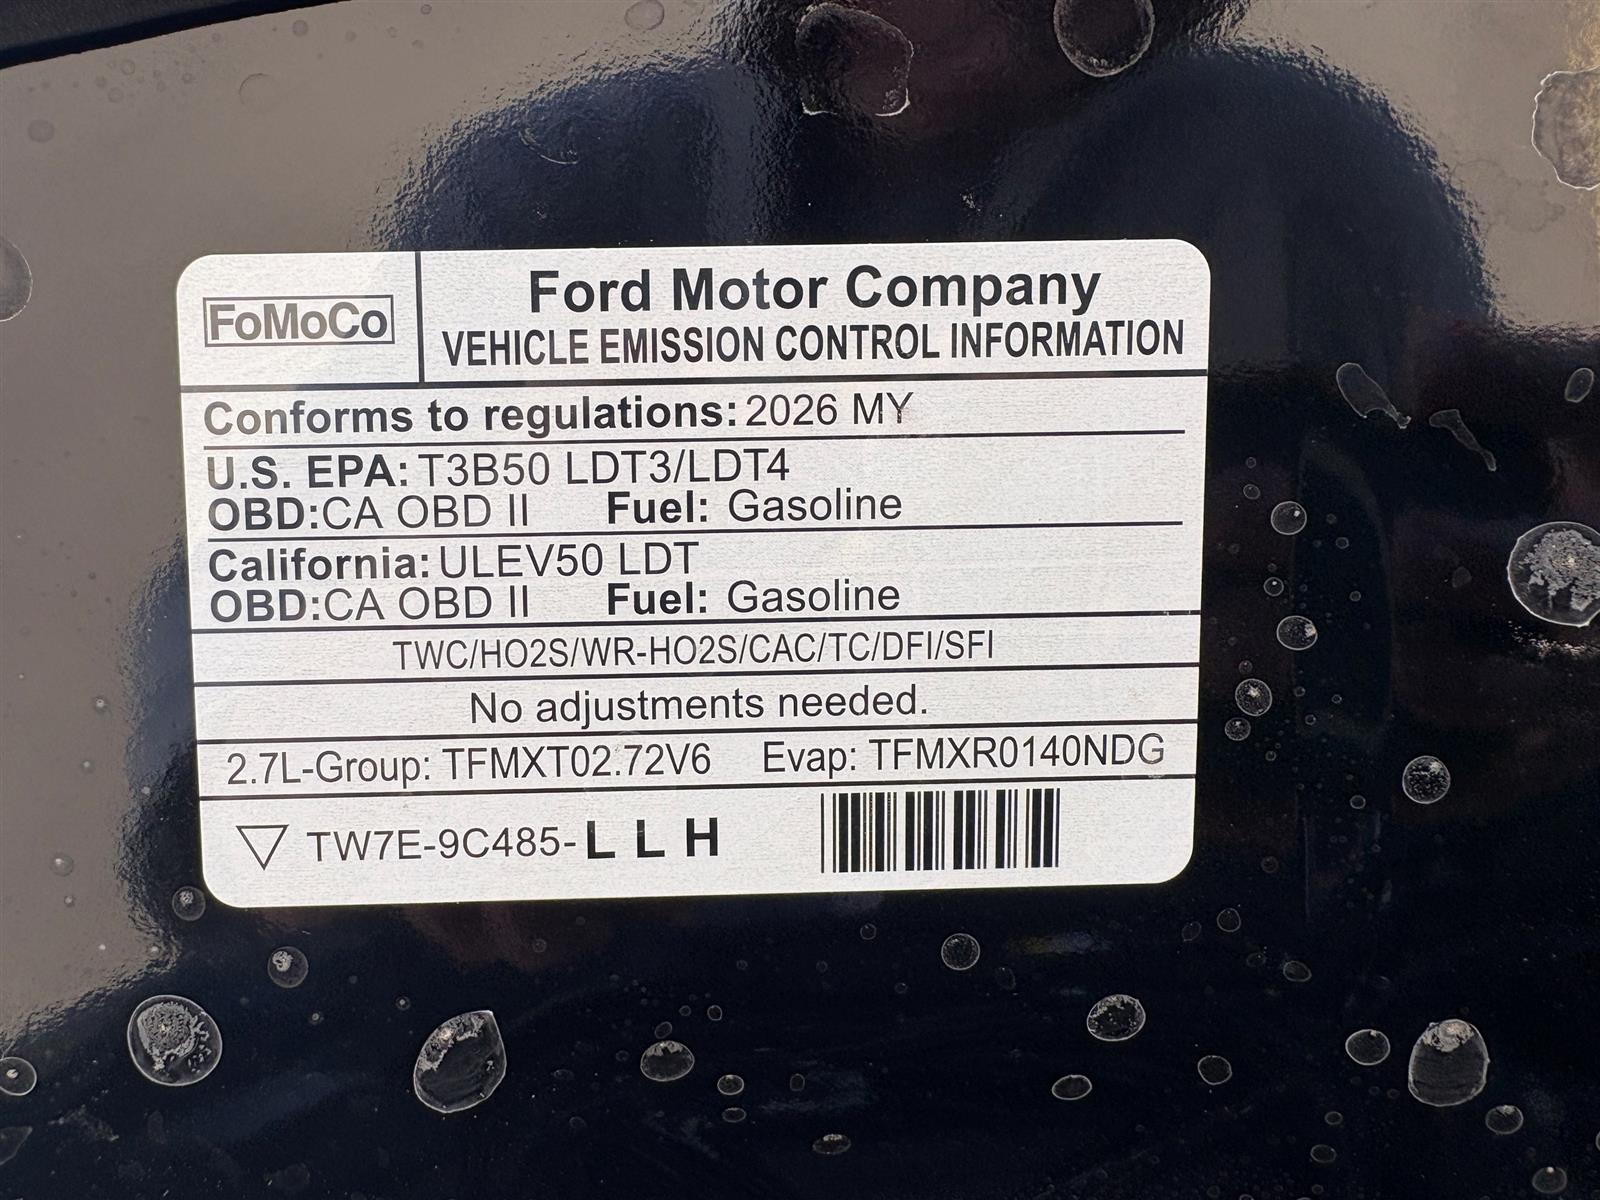 FoMoCo
Ford Motor Company
VEHICLE EMISSION CONTROL INFORMATION
Conforms to regulations: 2026 MY
U.S. EPA: T3B50 LDT3/LDT4
OBD: CA OBD II Fuel: Gasoline
California: ULEV50 LDT
OBD: CA OBD II Fuel: Gasoline
TWC/HO2S/WR-HO2S/CAC/TC/DFI/SFI
No adjustments needed.
2.7L-Group: TFMXT02.72V6 Evap: TFMXR0140NDG
TW7E-9C485-LLH